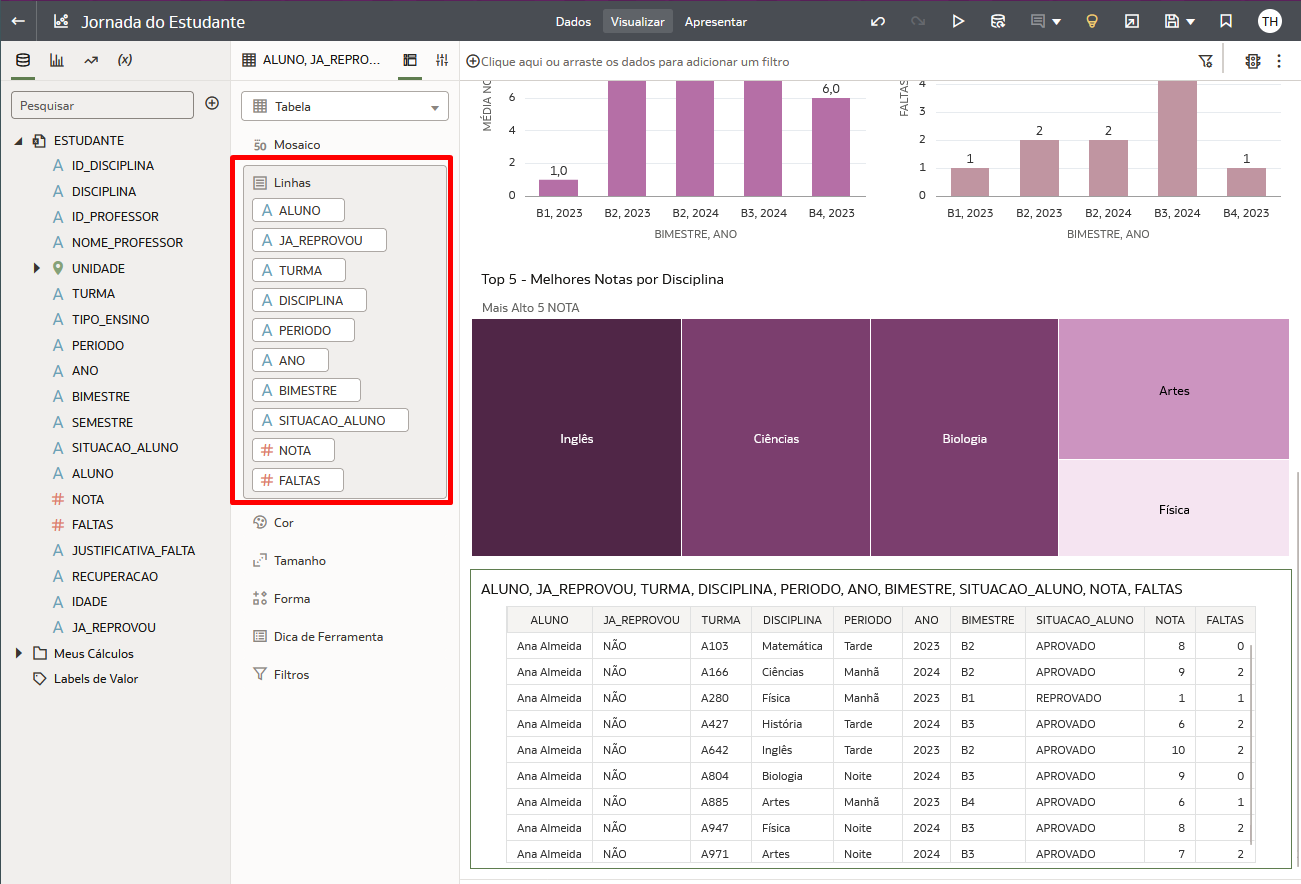 Jornada do Estudante
Dados Visualizar Apresentar
TH
(x)
Pesquisar
ESTUDANTE
A ID_DISCIPLINA
A DISCIPLINA
A ID_PROFESSOR
A NOME_PROFESSOR
UNIDADE
A TURMA
A TIPO_ENSINO
A PERIODO
A ANO
A BIMESTRE
A SEMESTRE
A SITUACAO_ALUNO
A ALUNO
# NOTA
# FALTAS
A JUSTIFICATIVA_FALTA
A RECUPERACAO
A IDADE
A JA_REPROVOU
Meus Cálculos
Labels de Valor
ALUNO, JA_REPRO...
Tabela
50 Mosaico
Linhas
A ALUNO
A JA_REPROVOU
A TURMA
A DISCIPLINA
A PERIODO
A ANO
A BIMESTRE
A SITUACAO_ALUNO
# NOTA
# FALTAS
Cor
Tamanho
Forma
Dica de Ferramenta
Filtros
Clique aqui ou arraste os dados para adicionar um filtro
MÉDIA NO
6
4
2
0
1,0
6,0
B1, 2023 B2, 2023 B2, 2024 B3, 2024 B4, 2023
BIMESTRE, ANO
FALTAS
4
3
2
1
0
1 2 2 1
B1, 2023 B2, 2023 B2, 2024 B3, 2024 B4, 2023
BIMESTRE, ANO
Top 5 - Melhores Notas por Disciplina
Mais Alto 5 NOTA
Inglês
Ciências
Biologia
Artes
Física
ALUNO, JA_REPROVOU, TURMA, DISCIPLINA, PERIODO, ANO, BIMESTRE, SITUACAO_ALUNO, NOTA, FALTAS
ALUNO JA_REPROVOU TURMA DISCIPLINA PERIODO ANO BIMESTRE SITUACAO_ALUNO NOTA FALTAS
Ana Almeida NÃO A103 Matemática Tarde 2023 B2 APROVADO 8 0
Ana Almeida NÃO A166 Ciências Manhã 2024 B2 APROVADO 9 2
Ana Almeida NÃO A280 Física Manhã 2023 B1 REPROVADO 1 1
Ana Almeida NÃO A427 História Tarde 2024 B3 APROVADO 6 2
Ana Almeida NÃO A642 Inglês Tarde 2023 B2 APROVADO 10 2
Ana Almeida NÃO A804 Biologia Noite 2024 B3 APROVADO 9 0
Ana Almeida NÃO A885 Artes Manhã 2023 B4 APROVADO 6 1
Ana Almeida NÃO A947 Física Noite 2024 B3 APROVADO 8 2
Ana Almeida NÃO A971 Artes Noite 2024 B3 APROVADO 7 2